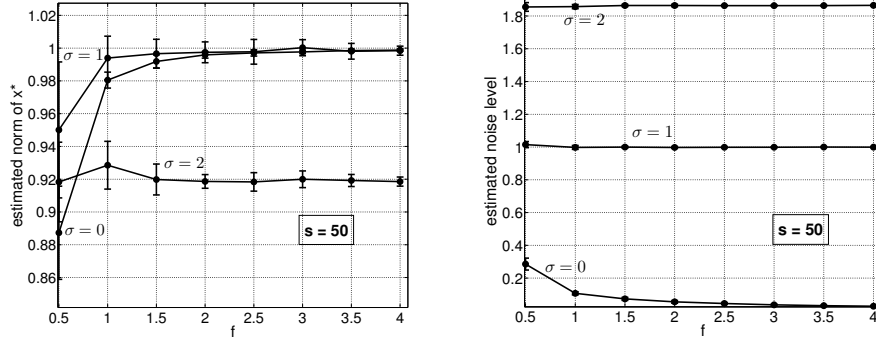 1.02
1
0.98
0.96
0.94
0.92
0.9
0.88
0.86
estimated norm of x*
σ = 1
σ = 2
σ = 0
s = 50
0.5 1 1.5 2 2.5 3 3.5 4
f
1.8
1.6
1.4
1.2
1
0.8
0.6
0.4
0.2
estimated noise level
σ = 2
σ = 1
σ = 0
s = 50
0.5 1 1.5 2 2.5 3 3.5 4
f